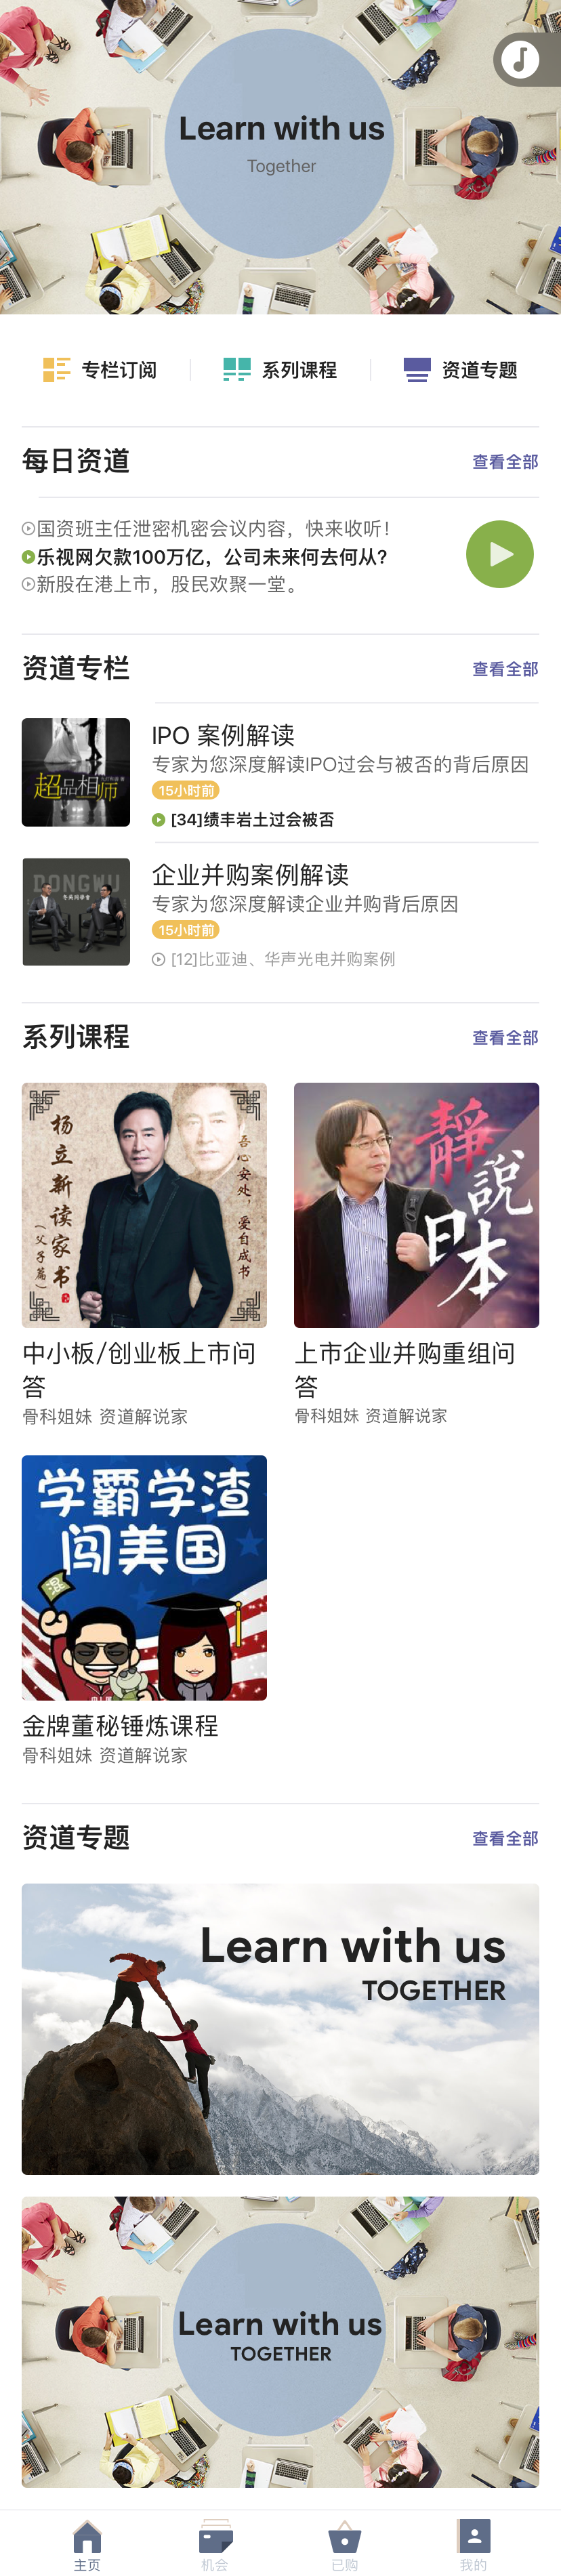 Learn with us
Together
专栏订阅
系列课程
资道专题
每日资道
查看全部
国资班主任泄密机密会议内容，快来收听！
乐视网欠款100万亿，公司未来何去何从?
新股在港上市，股民欢聚一堂。
资道专栏
查看全部
超品相师
IPO 案例解读
专家为您深度解读IPO过会与被否的背后原因
15小时前
[34]绩丰岩土过会被否
DONGWU
企业并购案例解读
专家为您深度解读企业并购背后原因
15小时前
[12]比亚迪、华声光电并购案例
系列课程
查看全部
杨立新读家书
（父子篇）
吾心安处，爱自成书
靜說日本
中小板/创业板上市问
答
骨科姐妹 资道解说家
上市企业并购重组问
答
骨科姐妹 资道解说家
学霸学渣
闯美国
混
金牌董秘锤炼课程
骨科姐妹 资道解说家
资道专题
查看全部
Learn with us
TOGETHER
Learn with us
TOGETHER
主页
机会
已购
我的